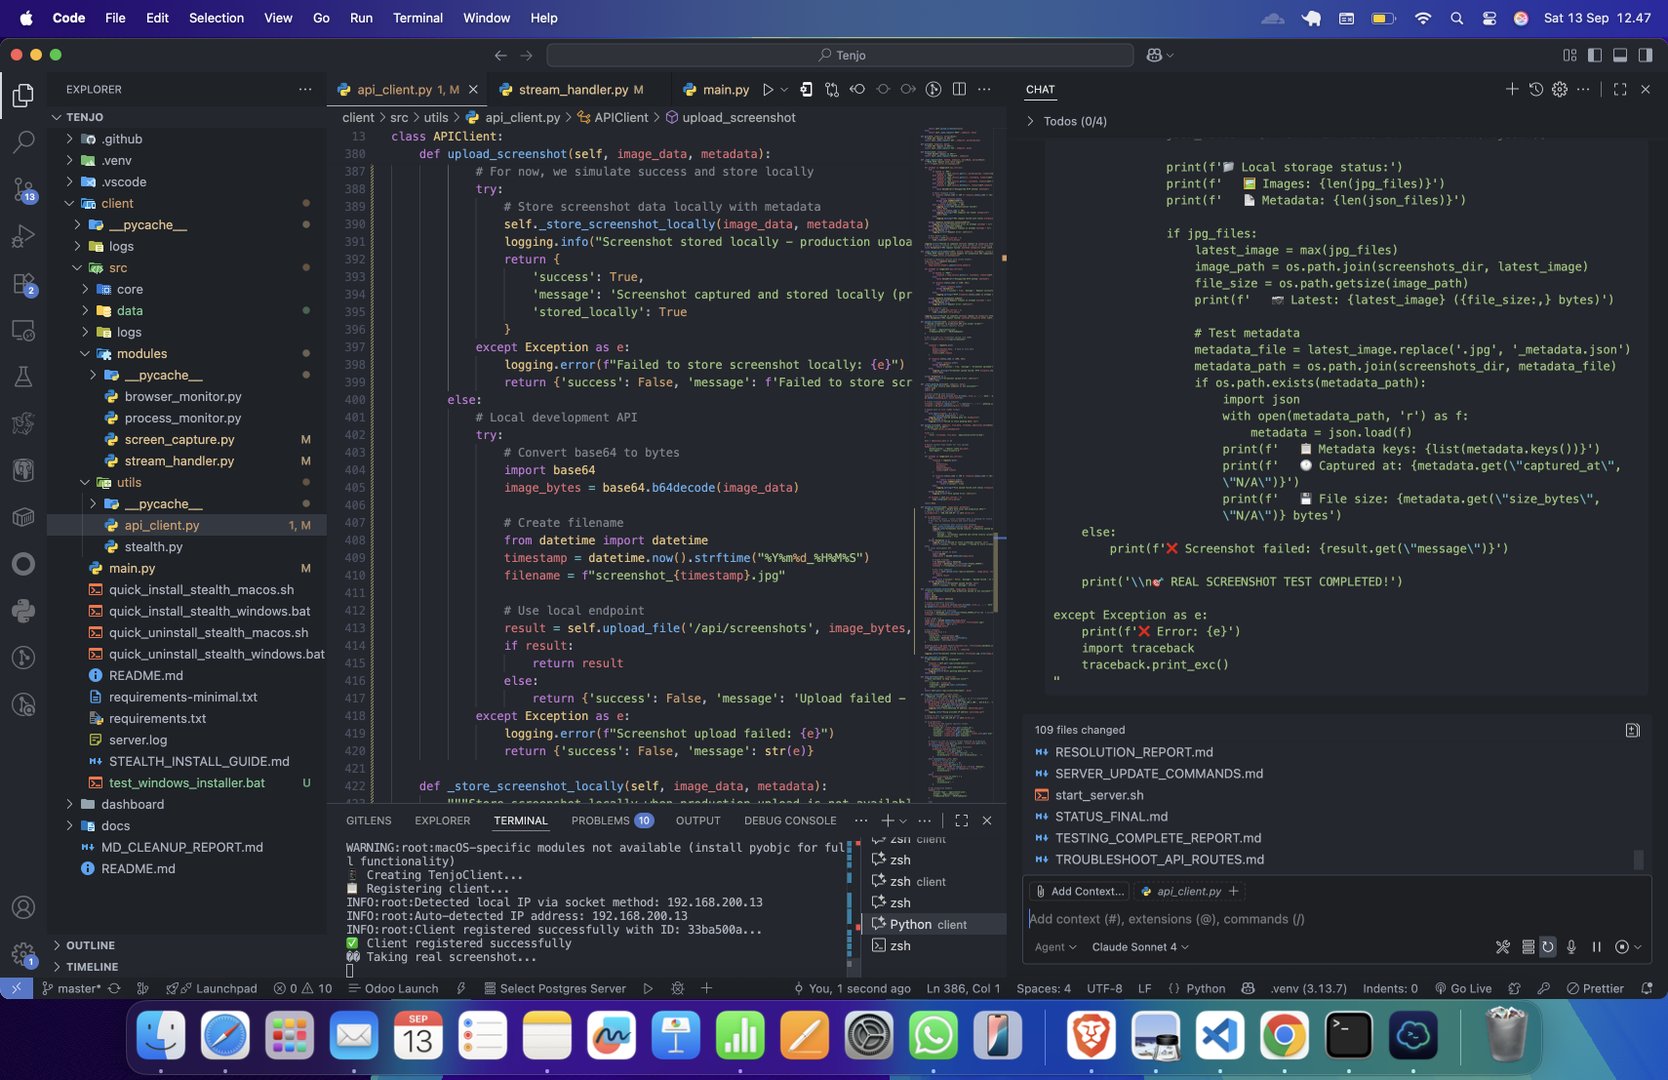 Code File Edit Selection View Go Run Terminal Window Help
Sat 13 Sep 12.47
Tenjo
EXPLORER
TENJO
.github
.venv
.vscode
13
client
__pycache__
logs
src
2
core
data
logs
modules
__pycache__
browser_monitor.py
process_monitor.py
screen_capture.py M
stream_handler.py M
utils
__pycache__
api_client.py 1, M
stealth.py
main.py M
quick_install_stealth_macos.sh
quick_install_stealth_windows.bat
quick_uninstall_stealth_macos.sh
quick_uninstall_stealth_windows.bat
README.md
requirements-minimal.txt
requirements.txt
server.log
STEALTH_INSTALL_GUIDE.md
test_windows_installer.bat U
dashboard
docs
MD_CLEANUP_REPORT.md
README.md
OUTLINE
1
TIMELINE
api_client.py 1, M
stream_handler.py M
main.py
client > src > utils > api_client.py > APIClient > upload_screenshot
13 class APIClient:
380 def upload_screenshot(self, image_data, metadata):
387 # For now, we simulate success and store locally
388 try:
389 # Store screenshot data locally with metadata
390 self._store_screenshot_locally(image_data, metadata)
391 logging.info("Screenshot stored locally - production uploa
392 return {
393 'success': True,
394 'message': 'Screenshot captured and stored locally (pr
395 'stored_locally': True
396 }
397 except Exception as e:
398 logging.error(f"Failed to store screenshot locally: {e}")
399 return {'success': False, 'message': f'Failed to store scr
400 else:
401 # Local development API
402 try:
403 # Convert base64 to bytes
404 import base64
405 image_bytes = base64.b64decode(image_data)
406
407 # Create filename
408 from datetime import datetime
409 timestamp = datetime.now().strftime("%Y%m%d_%H%M%S")
410 filename = f"screenshot_{timestamp}.jpg"
411
412 # Use local endpoint
413 result = self.upload_file('/api/screenshots', image_bytes,
414 if result:
415 return result
416 else:
417 return {'success': False, 'message': 'Upload failed -
418 except Exception as e:
419 logging.error(f"Screenshot upload failed: {e}")
420 return {'success': False, 'message': str(e)}
421
422 def _store_screenshot_locally(self, image_data, metadata):
GITLENS EXPLORER TERMINAL PROBLEMS 10 OUTPUT DEBUG CONSOLE
WARNING:root:macOS-specific modules not available (install pyobjc for ful
l functionality)
Creating TenjoClient...
Registering client...
INFO:root:Detected local IP via socket method: 192.168.200.13
INFO:root:Auto-detected IP address: 192.168.200.13
INFO:root:Client registered successfully with ID: 33ba500a...
✅ Client registered successfully
Taking real screenshot...
zsh client
zsh
zsh client
zsh
Python client
zsh
CHAT
Todos (0/4)
print(f'📁 Local storage status:')
print(f' 🖼️ Images: {len(jpg_files)}')
print(f' 📄 Metadata: {len(json_files)}')
if jpg_files:
latest_image = max(jpg_files)
image_path = os.path.join(screenshots_dir, latest_image)
file_size = os.path.getsize(image_path)
print(f' 📷 Latest: {latest_image} ({file_size:,} bytes)')
# Test metadata
metadata_file = latest_image.replace('.jpg', '_metadata.json')
metadata_path = os.path.join(screenshots_dir, metadata_file)
if os.path.exists(metadata_path):
import json
with open(metadata_path, 'r') as f:
metadata = json.load(f)
print(f' 📋 Metadata keys: {list(metadata.keys())}')
print(f' 🕐 Captured at: {metadata.get(\"captured_at\",
\"N/A\")}')
print(f' 💾 File size: {metadata.get(\"size_bytes\",
\"N/A\")} bytes')
else:
print(f'❌ Screenshot failed: {result.get(\"message\")}')
print('\\n🎯 REAL SCREENSHOT TEST COMPLETED!')
except Exception as e:
print(f'❌ Error: {e}')
import traceback
traceback.print_exc()
"
109 files changed
RESOLUTION_REPORT.md
SERVER_UPDATE_COMMANDS.md
start_server.sh
STATUS_FINAL.md
TESTING_COMPLETE_REPORT.md
TROUBLESHOOT_API_ROUTES.md
Add Context... api_client.py
Add context (#), extensions (@), commands (/)
Agent Claude Sonnet 4
master* Launchpad 0 10 Odoo Launch Select Postgres Server You, 1 second ago Ln 386, Col 1 Spaces: 4 UTF-8 LF {} Python .venv (3.13.7) Indents: 0 Go Live Prettier
SEP
13